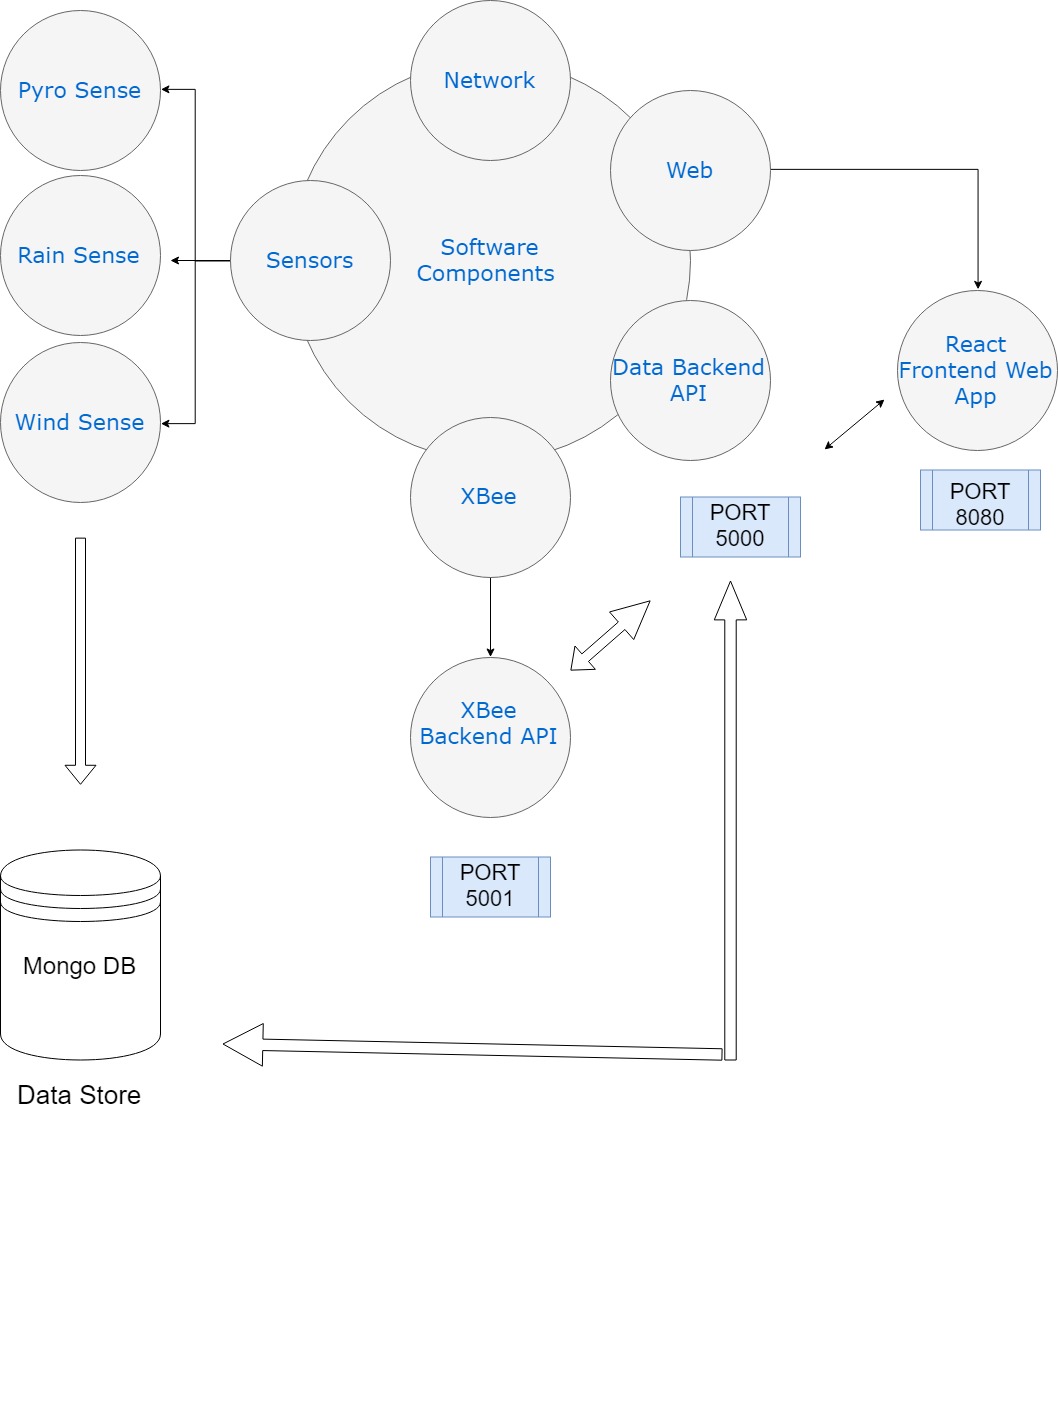 Pyro Sense
Network
Web
Rain Sense
Sensors
Software
Components
React
Frontend Web
App
Data Backend
API
Wind Sense
XBee
PORT
5000
PORT
8080
XBee
Backend API
PORT
5001
Mongo DB
Data Store